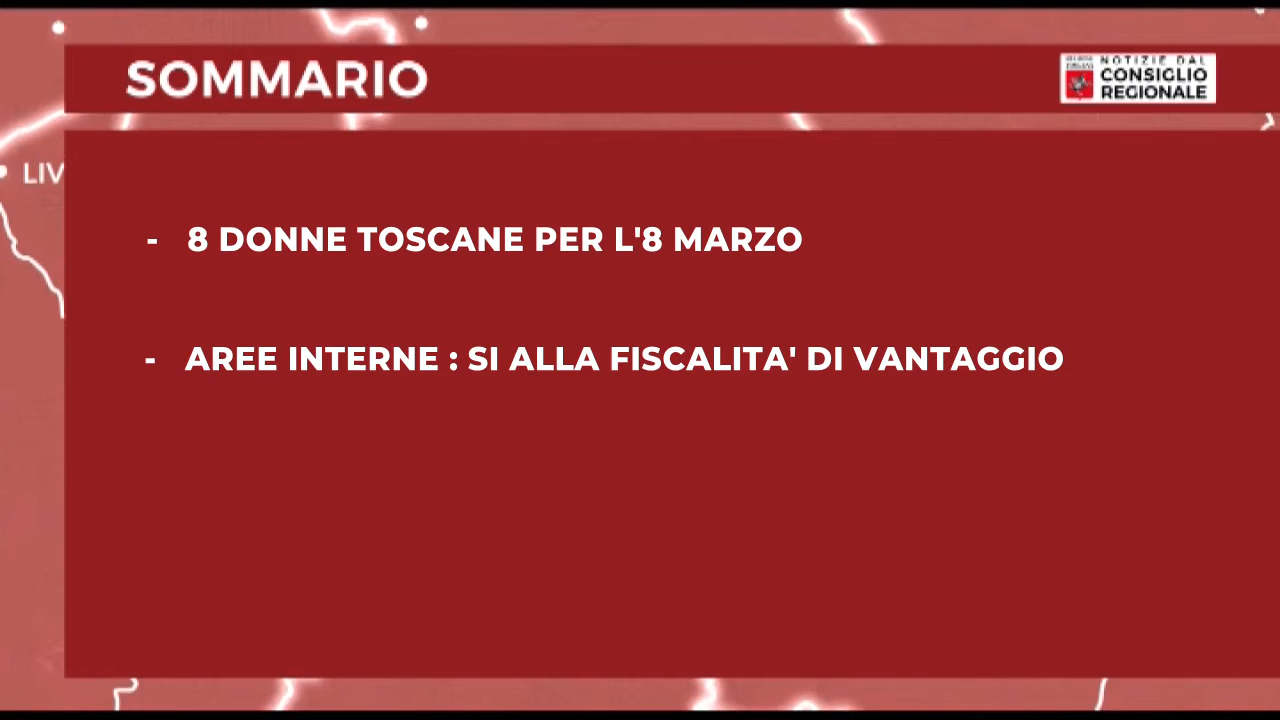 SOMMARIO
NOTIZIE DAL
CONSIGLIO
REGIONALE
LIV
- 8 DONNE TOSCANE PER L'8 MARZO
- AREE INTERNE : SI ALLA FISCALITA' DI VANTAGGIO